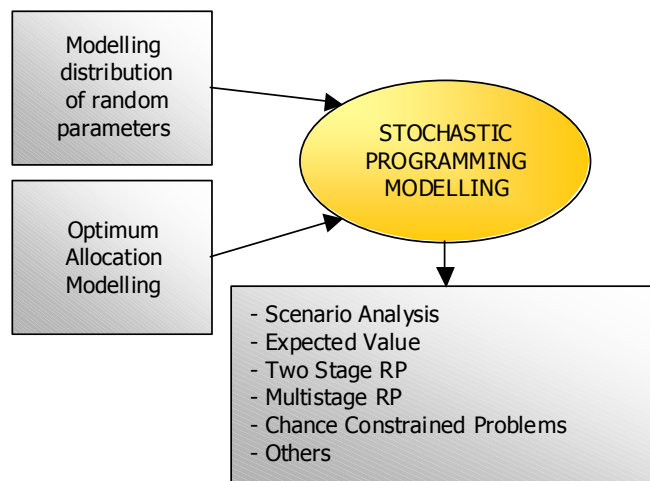 Modelling
distribution
of random
parameters
STOCHASTIC
PROGRAMMING
MODELLING
Optimum
Allocation
Modelling
- Scenario Analysis
- Expected Value
- Two Stage RP
- Multistage RP
- Chance Constrained Problems
- Others